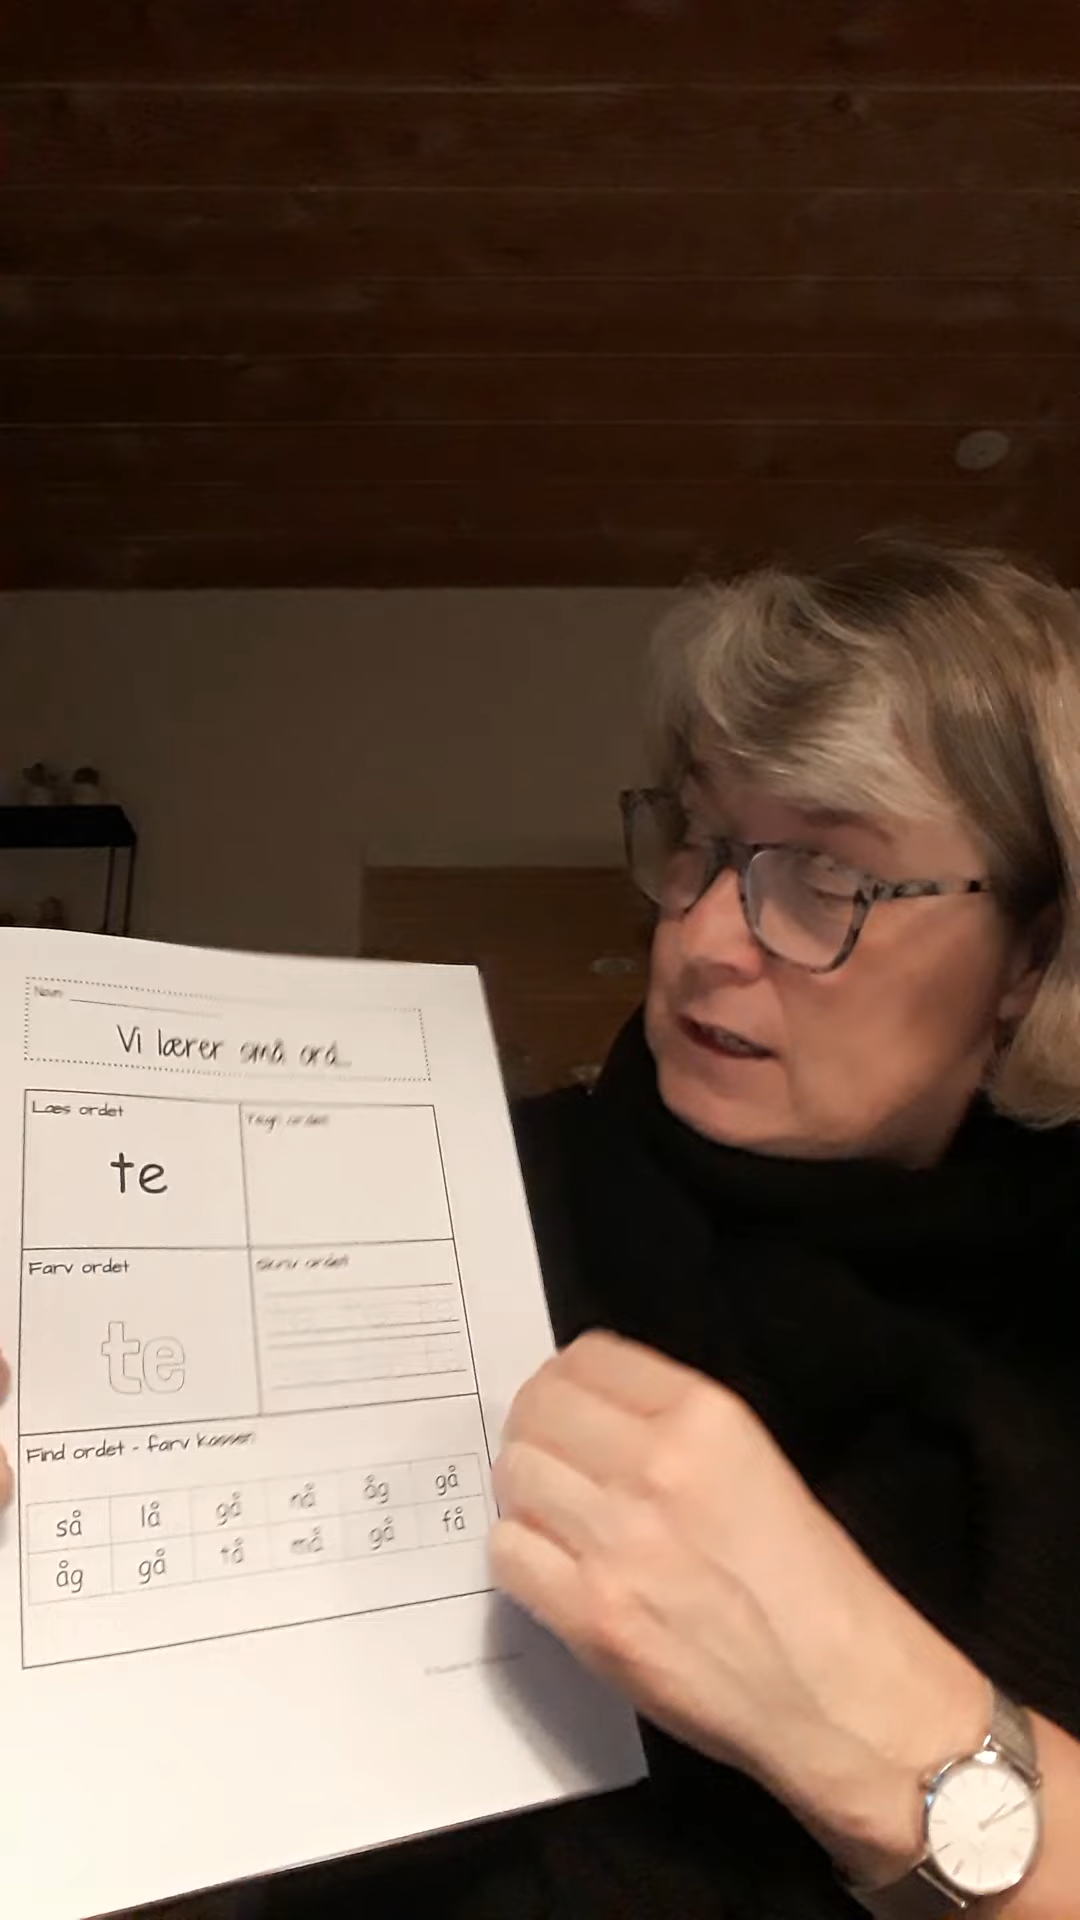 Navn
Vi lærer små ord...
Læs ordet
Tegn ordet
te
Farv ordet
Skriv ordet
te
Find ordet - farv kassen
så lå gå nå åg gå
åg gå tå må gå få